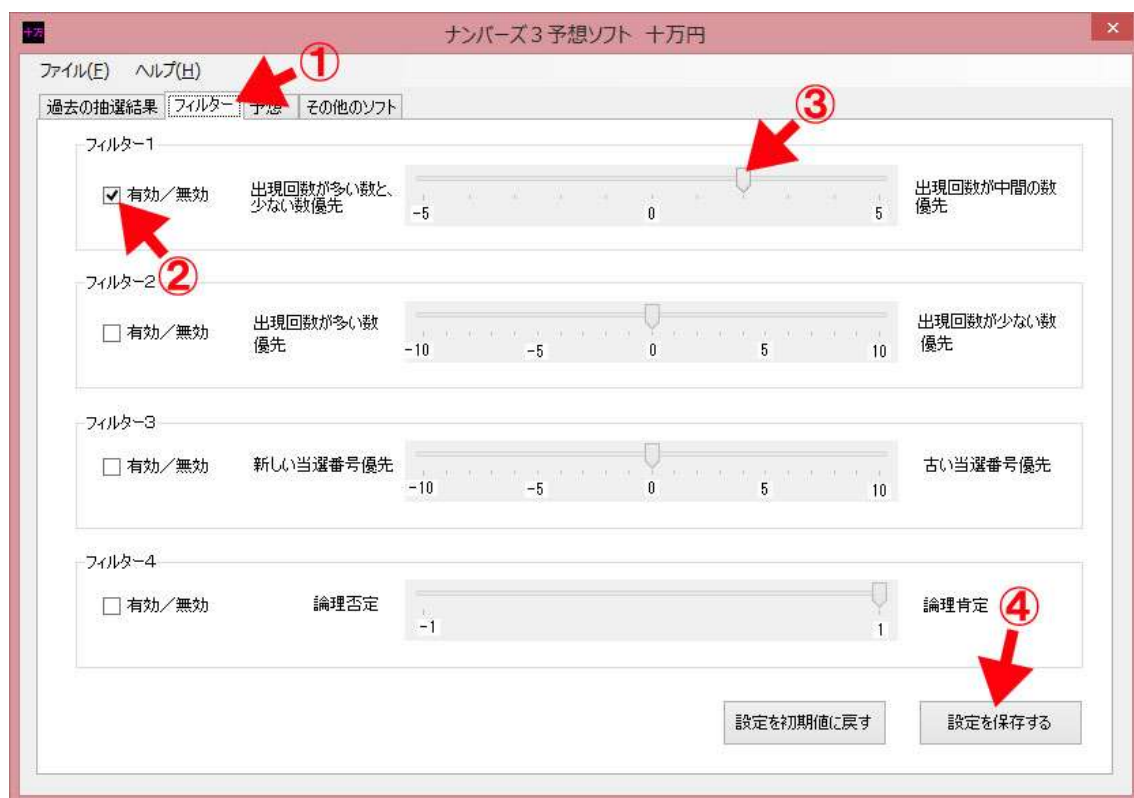 十万
ナンバーズ3予想ソフト 十万円
×
ファイル(F) ヘルプ(H)
①
過去の抽選結果 フィルター 予想 その他のソフト
③
フィルター1
有効/無効
出現回数が多い数と、
少ない数優先
-5 0 5
出現回数が中間の数
優先
②
フィルター2
有効/無効
出現回数が多い数
優先
-10 -5 0 5 10
出現回数が少ない数
優先
フィルター3
有効/無効
新しい当選番号優先
-10 -5 0 5 10
古い当選番号優先
フィルター4
有効/無効
論理否定
-1 1
論理肯定
④
設定を初期値に戻す
設定を保存する